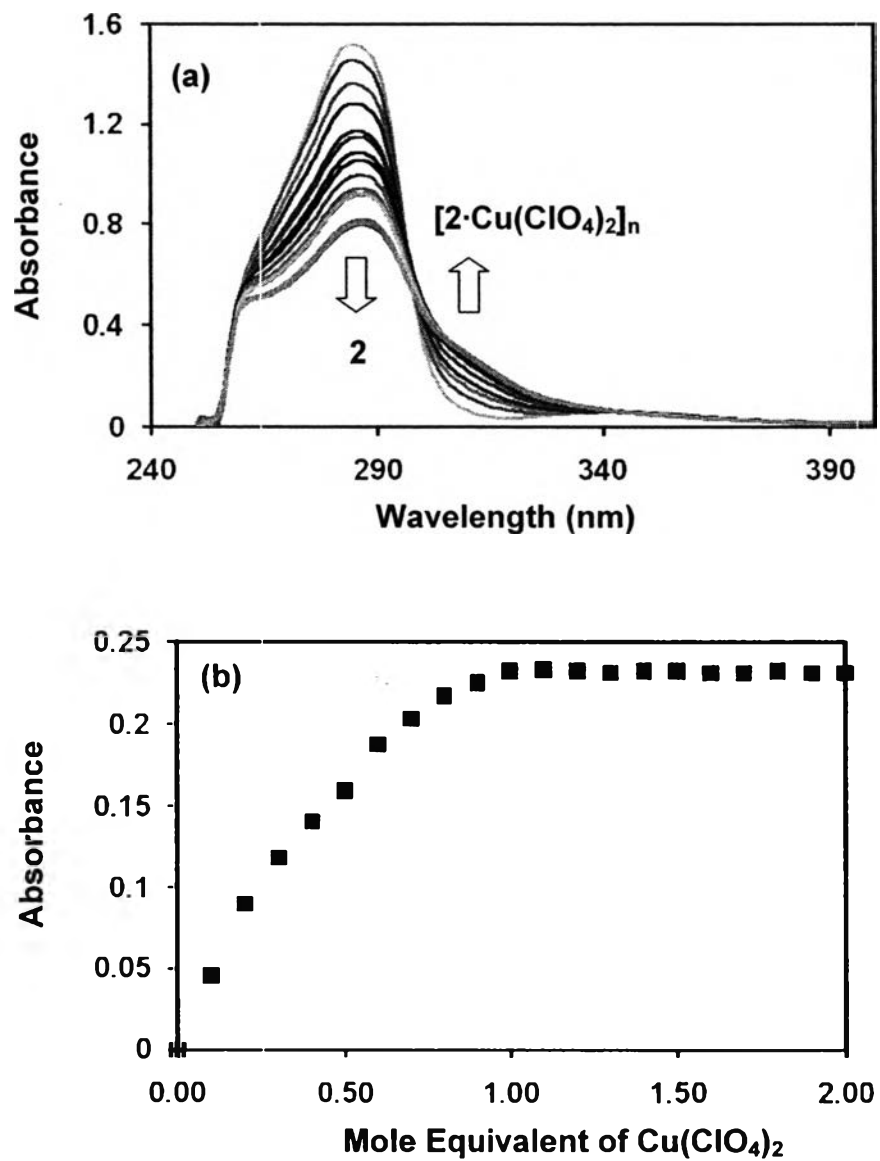 1.6
(a)
1.2
Absorbance
0.8
[2·Cu(ClO₄)₂]ₙ
0.4
2
0
240 290 340 390
Wavelength (nm)
0.25
(b)
0.2
0.15
Absorbance
0.1
0.05
0
0.00 0.50 1.00 1.50 2.00
Mole Equivalent of Cu(ClO₄)₂